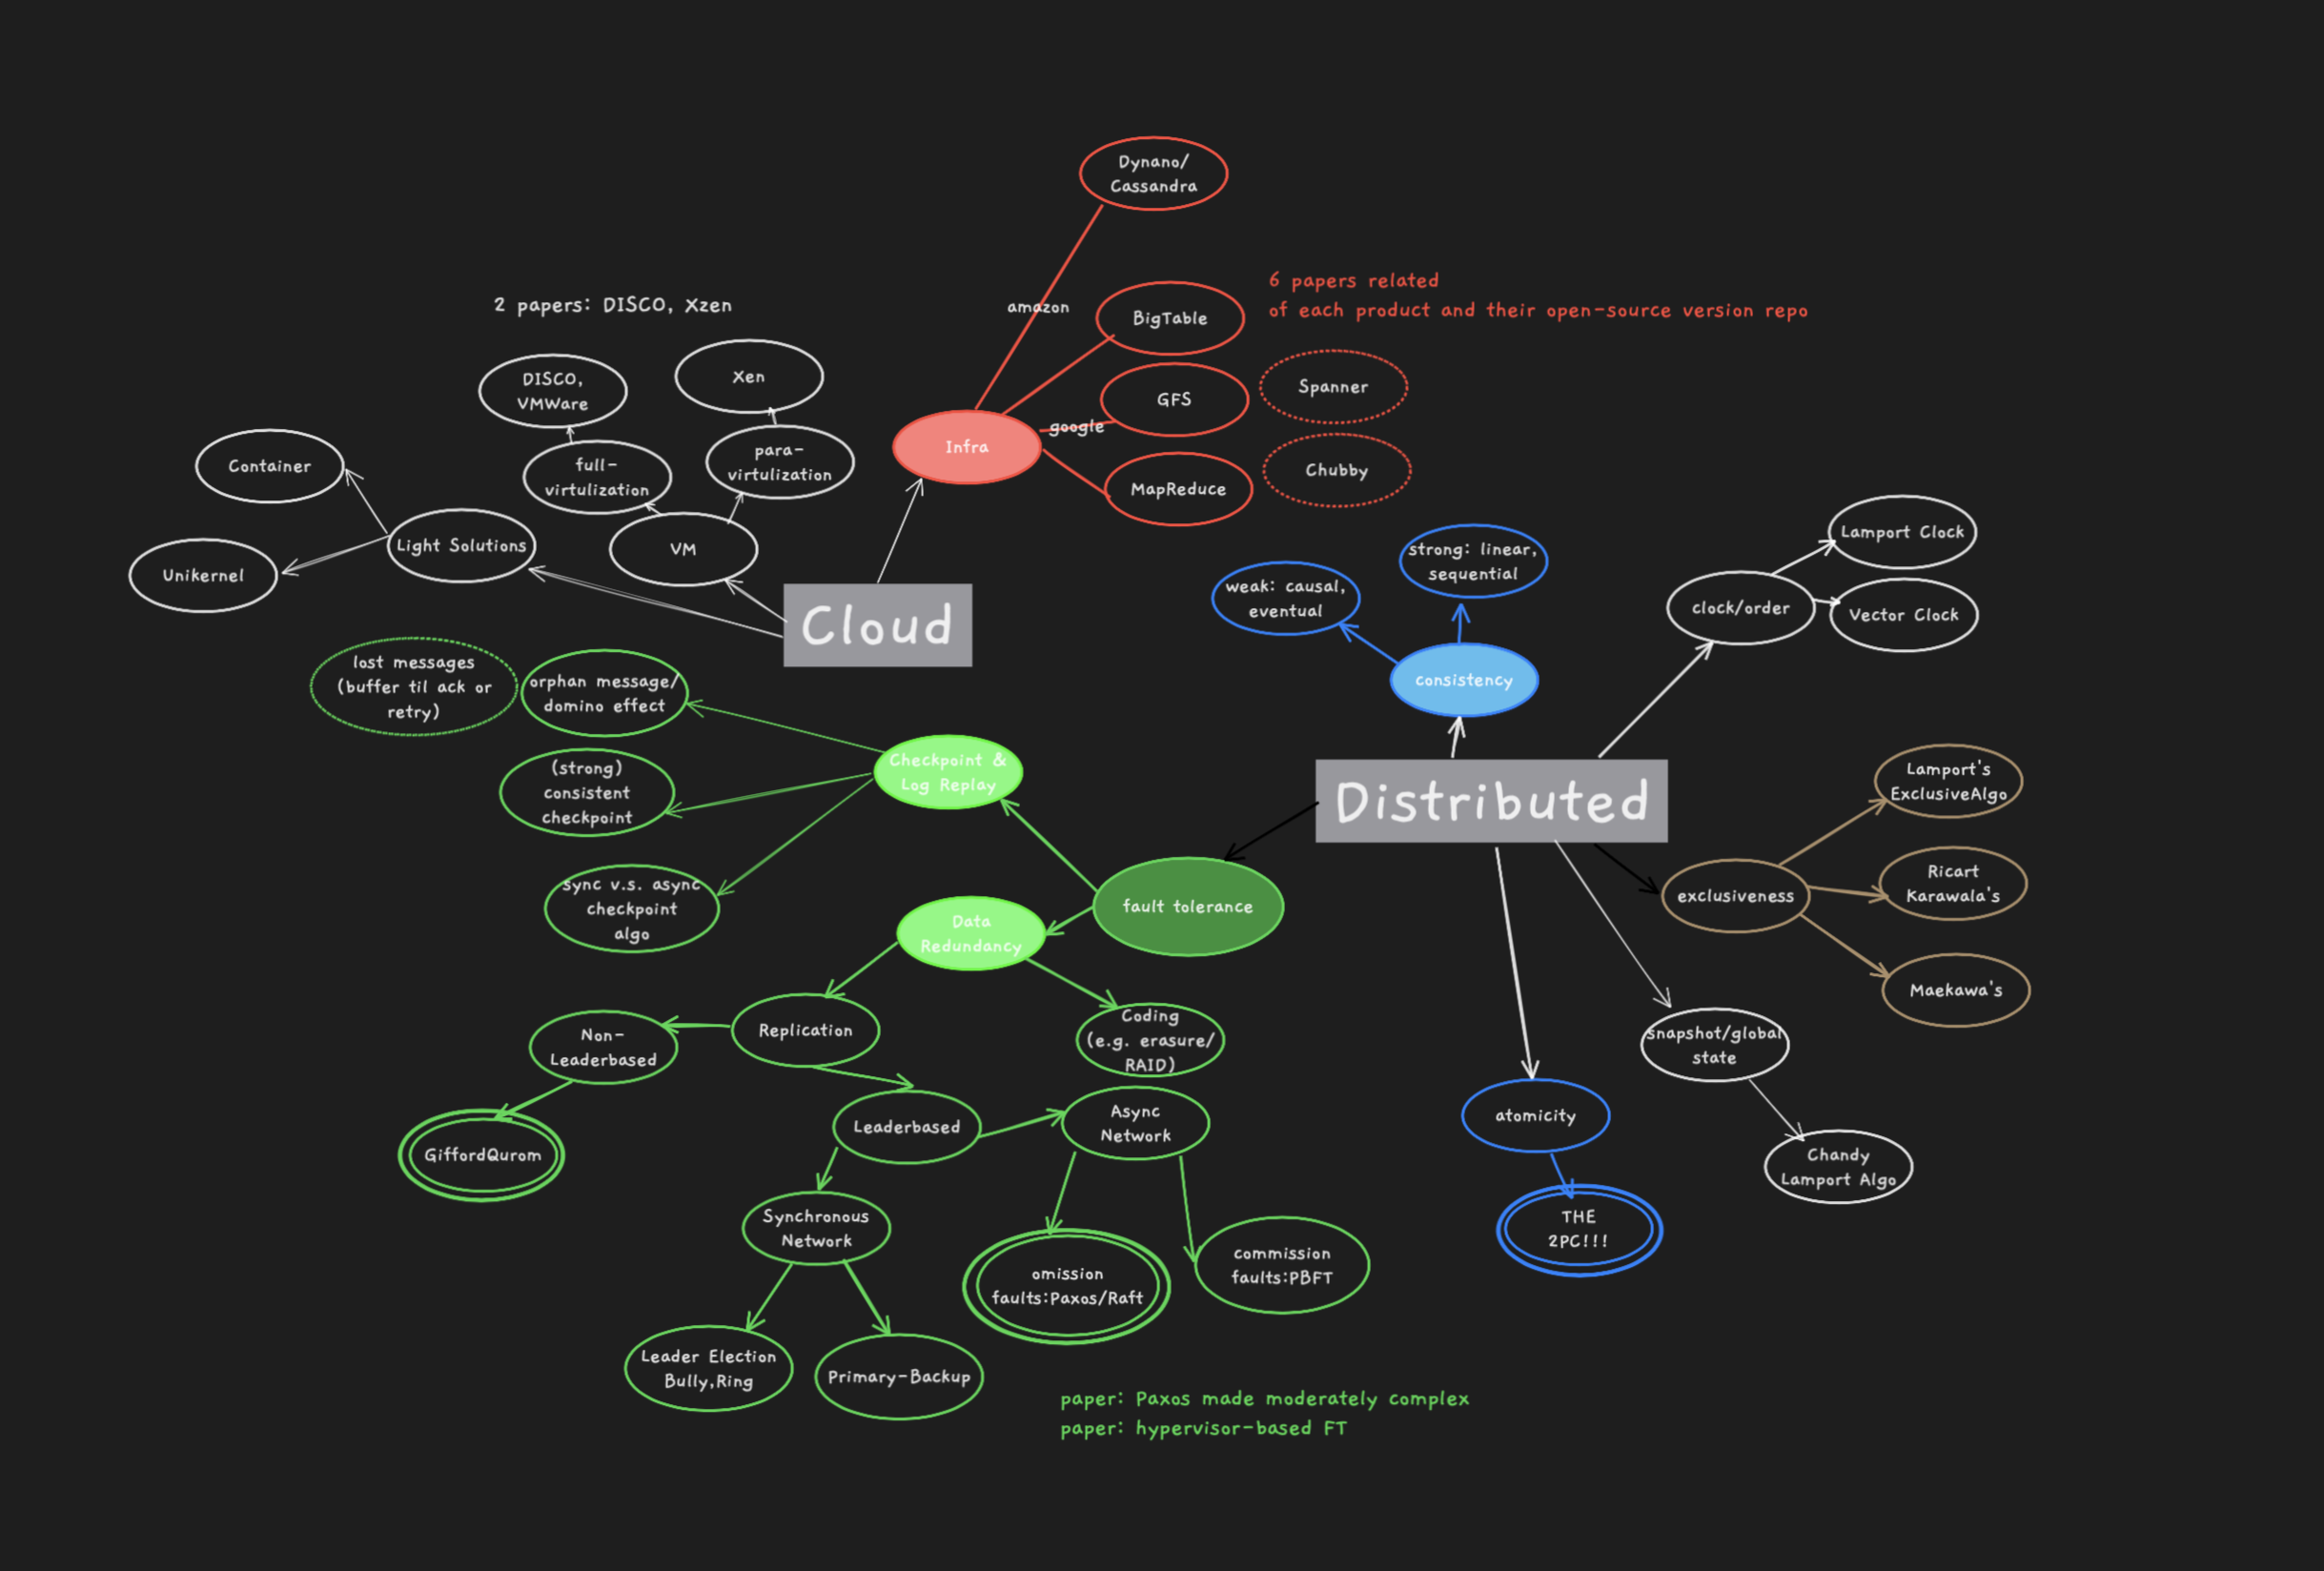 Dynano/
Cassandra
amazon
BigTable
6 papers related
of each product and their open-source version repo
2 papers: DISCO, Xzen
DISCO,
VMWare
Xen
GFS
Spanner
google
Infra
Container
full-
virtulization
para-
virtulization
MapReduce
Chubby
Light Solutions
VM
Unikernel
Cloud
strong: linear,
sequential
weak: causal,
eventual
consistency
Lamport Clock
clock/order
Vector Clock
lost messages
(buffer til ack or
retry)
orphan message/
domino effect
Checkpoint &
Log Replay
(strong)
consistent
checkpoint
sync v.s. async
checkpoint
algo
Distributed
Lamport's
ExclusiveAlgo
exclusiveness
Ricart
Karawala's
Maekawa's
fault tolerance
Data
Redundancy
Replication
Coding
(e.g. erasure/
RAID)
Non-
Leaderbased
GiffordQurom
Leaderbased
Async
Network
atomicity
snapshot/global
state
Chandy
Lamport Algo
THE
2PC!!!
Synchronous
Network
omission
faults:Paxos/Raft
commission
faults:PBFT
Leader Election
Bully,Ring
Primary-Backup
paper: Paxos made moderately complex
paper: hypervisor-based FT